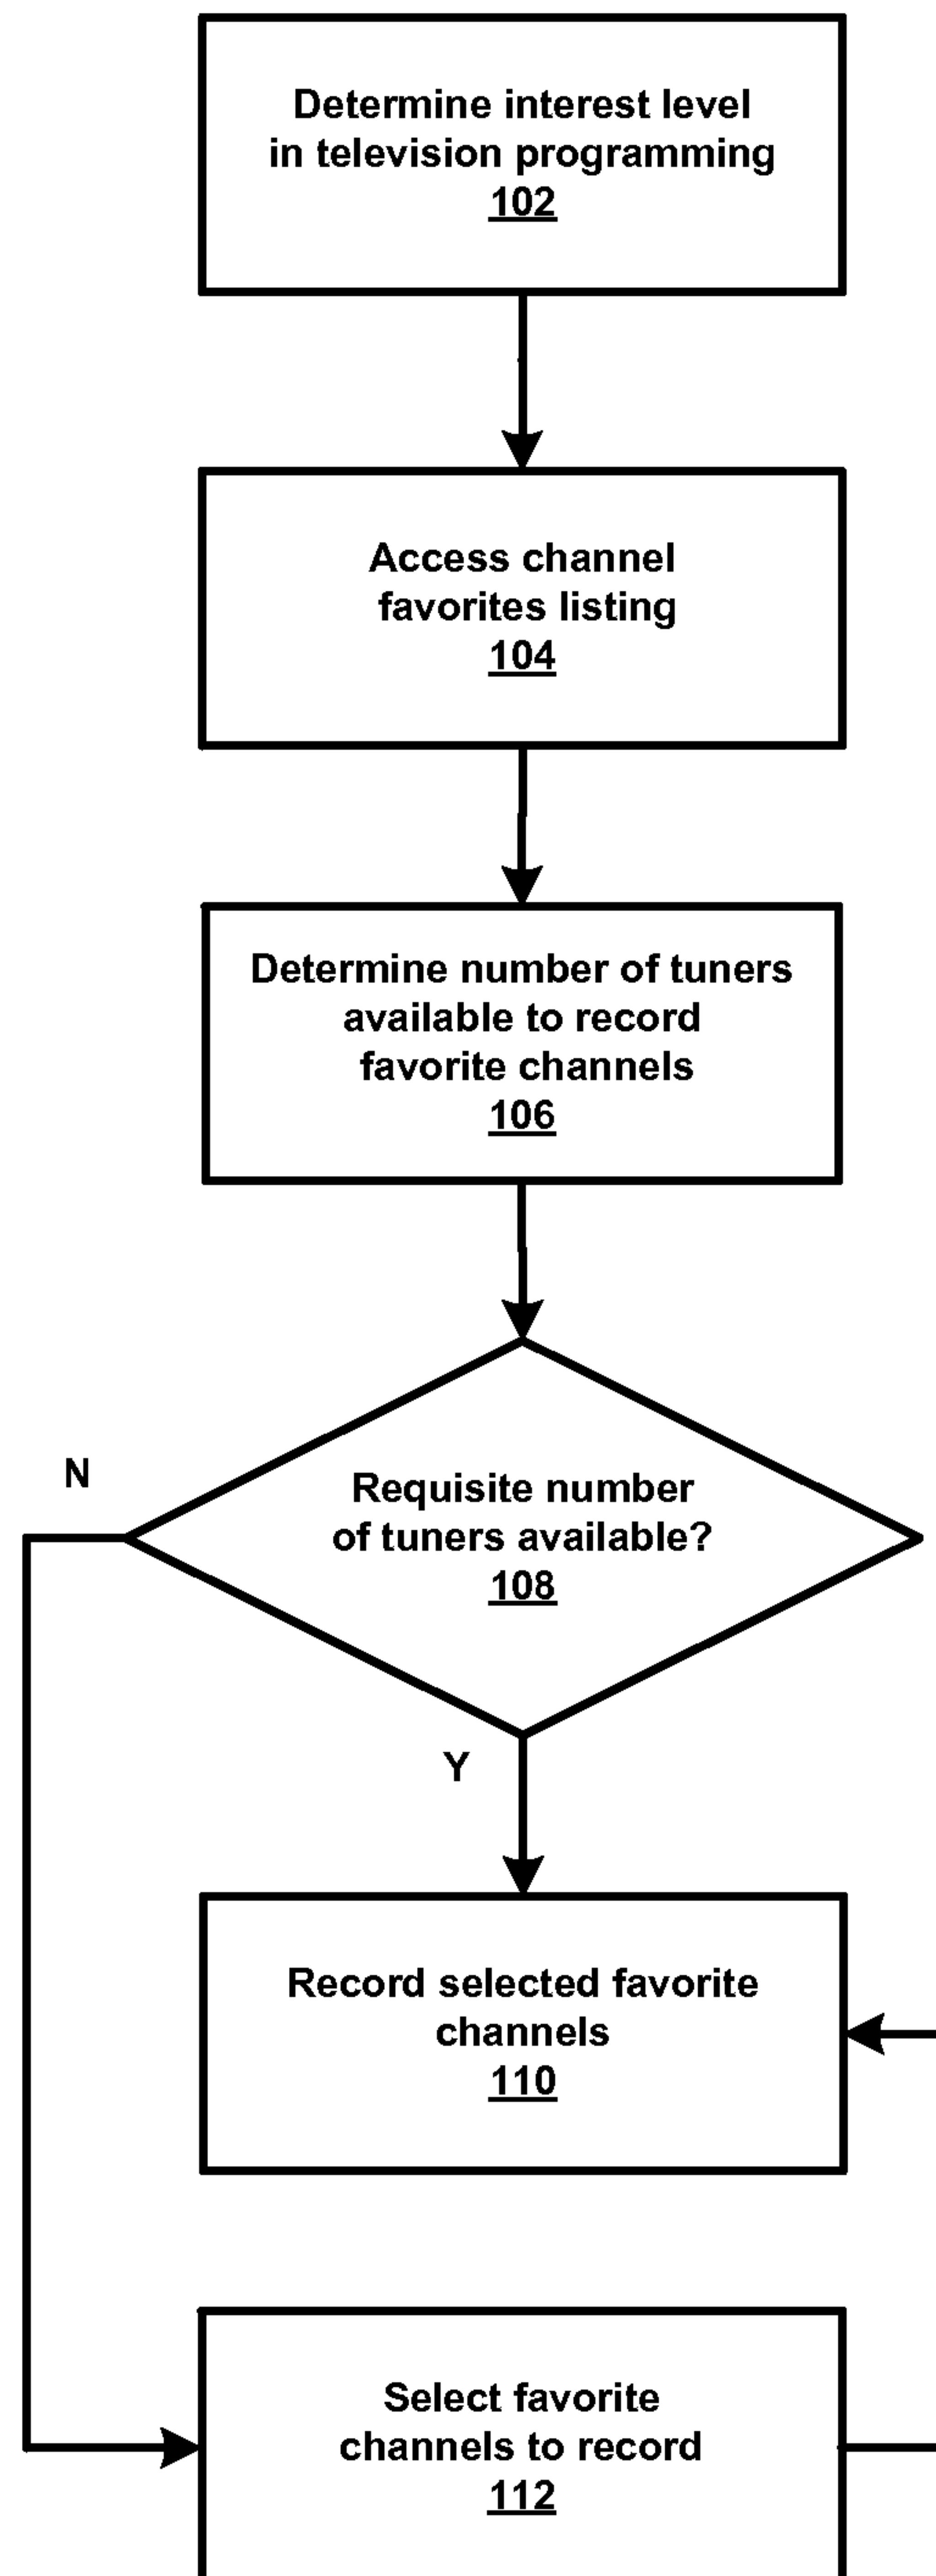 Determine interest level
in television programming
102
Access channel
favorites listing
104
Determine number of tuners
available to record
favorite channels
106
N
Requisite number
of tuners available?
108
Y
Record selected favorite
channels
110
Select favorite
channels to record
112